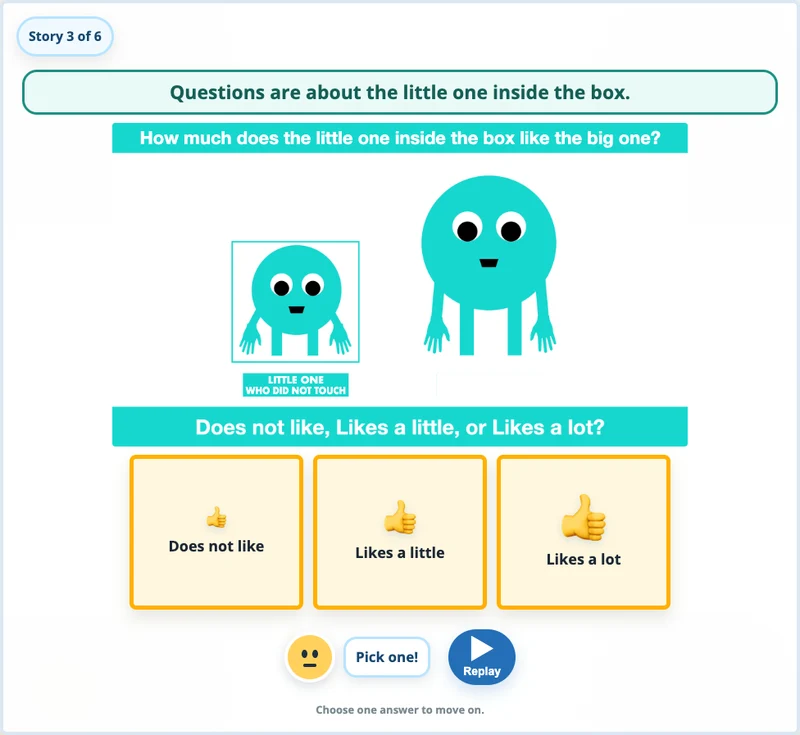 Story 3 of 6
Questions are about the little one inside the box.
How much does the little one inside the box like the big one?
LITTLE ONE
WHO DID NOT TOUCH
Does not like, Likes a little, or Likes a lot?
Does not like
Likes a little
Likes a lot
Pick one!
Replay
Choose one answer to move on.